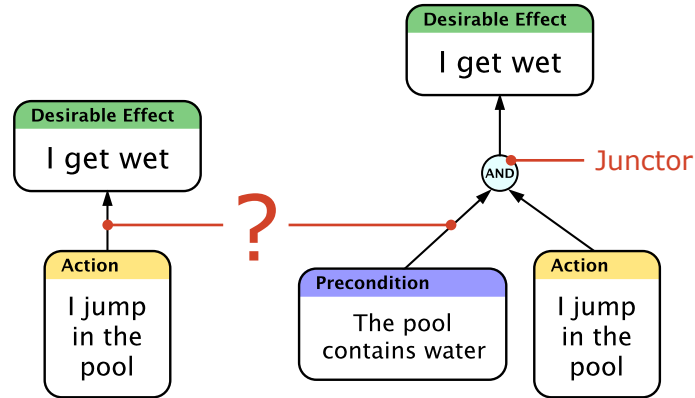 Desirable Effect
I get wet
Action
I jump
in the
pool
?
Desirable Effect
I get wet
AND
Junctor
Precondition
The pool
contains water
Action
I jump
in the
pool